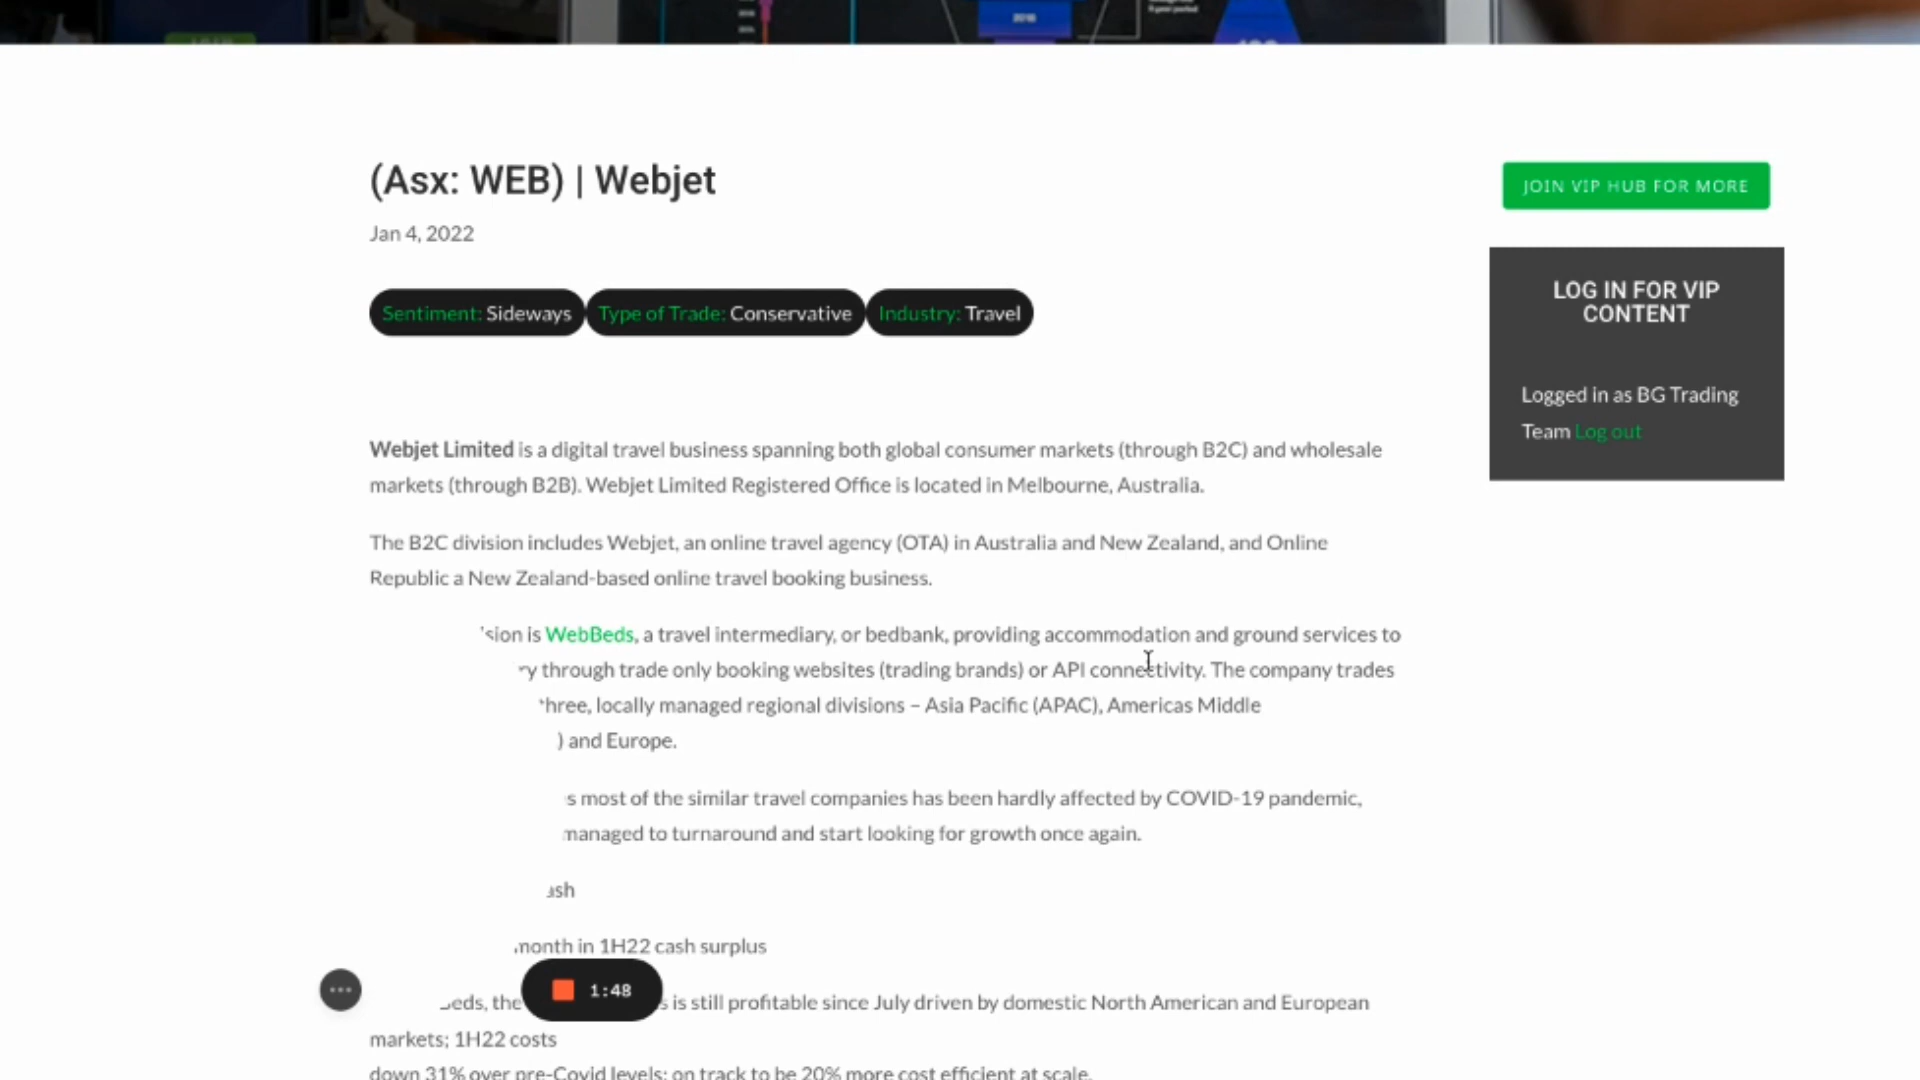 (Asx: WEB) | Webjet
Jan 4, 2022
Sentiment: Sideways Type of Trade: Conservative Industry: Travel
JOIN VIP HUB FOR MORE
LOG IN FOR VIP
CONTENT
Logged in as BG Trading
Team Log out
Webjet Limited is a digital travel business spanning both global consumer markets (through B2C) and wholesale
markets (through B2B). Webjet Limited Registered Office is located in Melbourne, Australia.
The B2C division includes Webjet, an online travel agency (OTA) in Australia and New Zealand, and Online
Republic a New Zealand-based online travel booking business.
is WebBeds, a travel intermediary, or bedbank, providing accommodation and ground services to
through trade only booking websites (trading brands) or API connectivity. The company trades
locally managed regional divisions – Asia Pacific (APAC), Americas Middle
) and Europe.
most of the similar travel companies has been hardly affected by COVID-19 pandemic,
managed to turnaround and start looking for growth once again.
month in 1H22 cash surplus
1:48
the is still profitable since July driven by domestic North American and European
markets; 1H22 costs
down 31% over pre-Covid levels; on track to be 20% more cost efficient at scale.